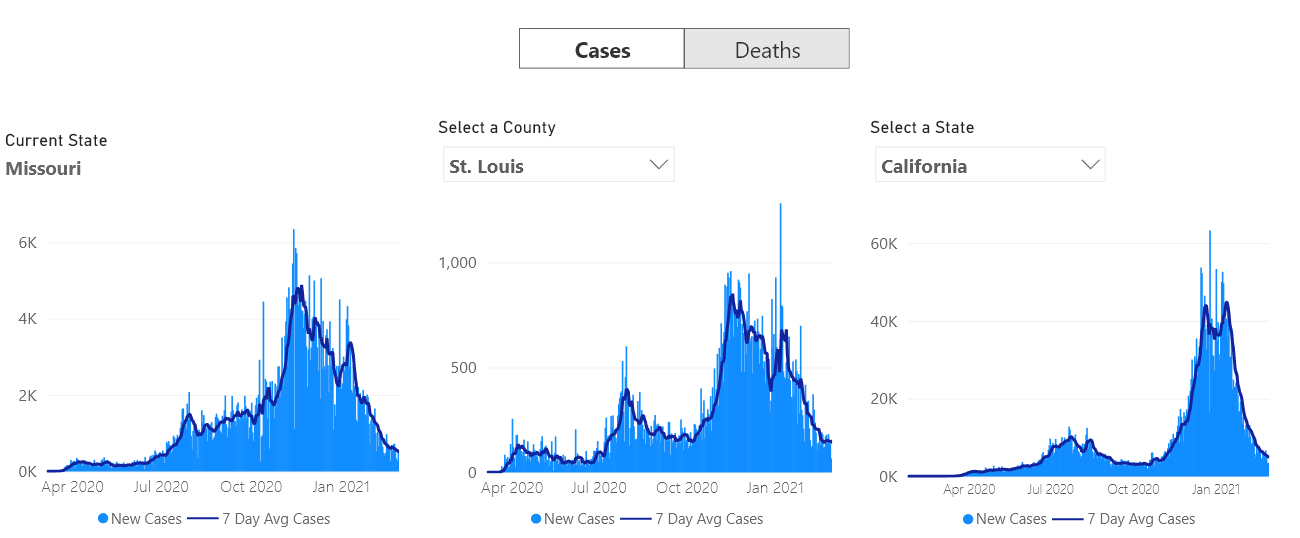 Cases Deaths
Current State
Missouri
Select a County
St. Louis
Select a State
California
6K
4K
2K
0K
Apr 2020 Jul 2020 Oct 2020 Jan 2021
New Cases 7 Day Avg Cases
1,000
500
0
Apr 2020 Jul 2020 Oct 2020 Jan 2021
New Cases 7 Day Avg Cases
60K
40K
20K
0K
Apr 2020 Jul 2020 Oct 2020 Jan 2021
New Cases 7 Day Avg Cases